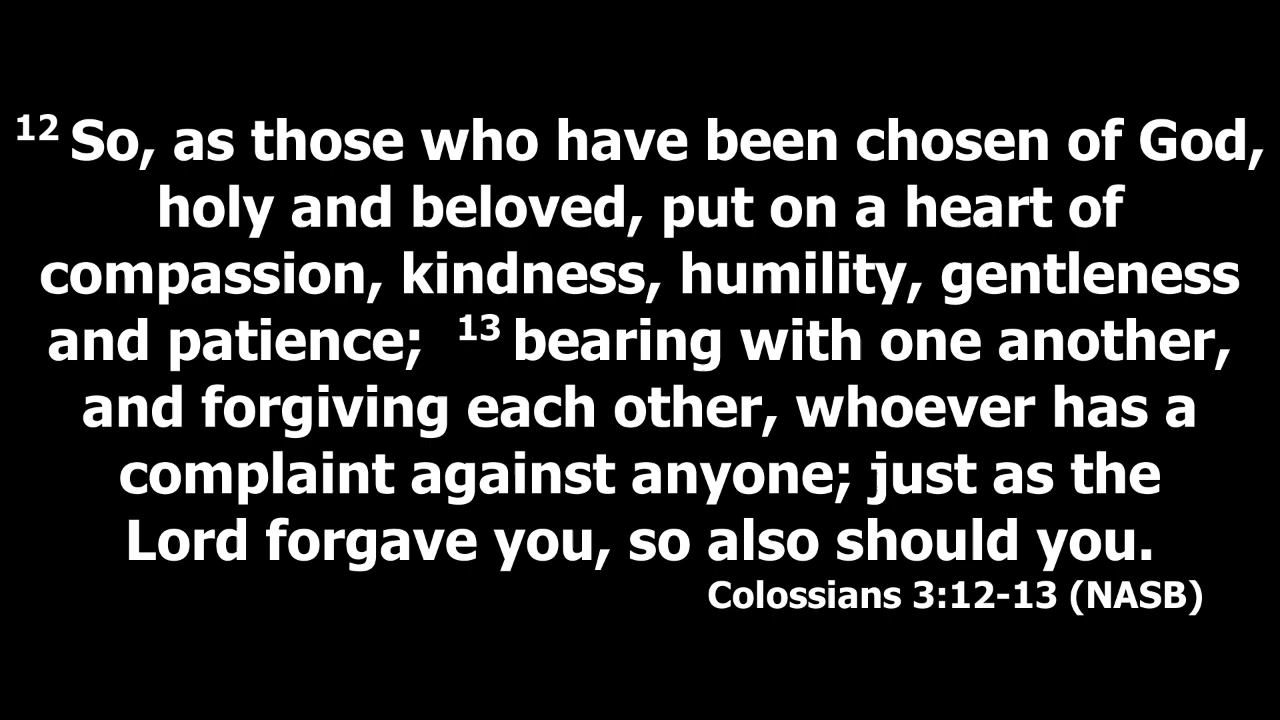 12 So, as those who have been chosen of God,
holy and beloved, put on a heart of
compassion, kindness, humility, gentleness
and patience; 13 bearing with one another,
and forgiving each other, whoever has a
complaint against anyone; just as the
Lord forgave you, so also should you.
Colossians 3:12-13 (NASB)